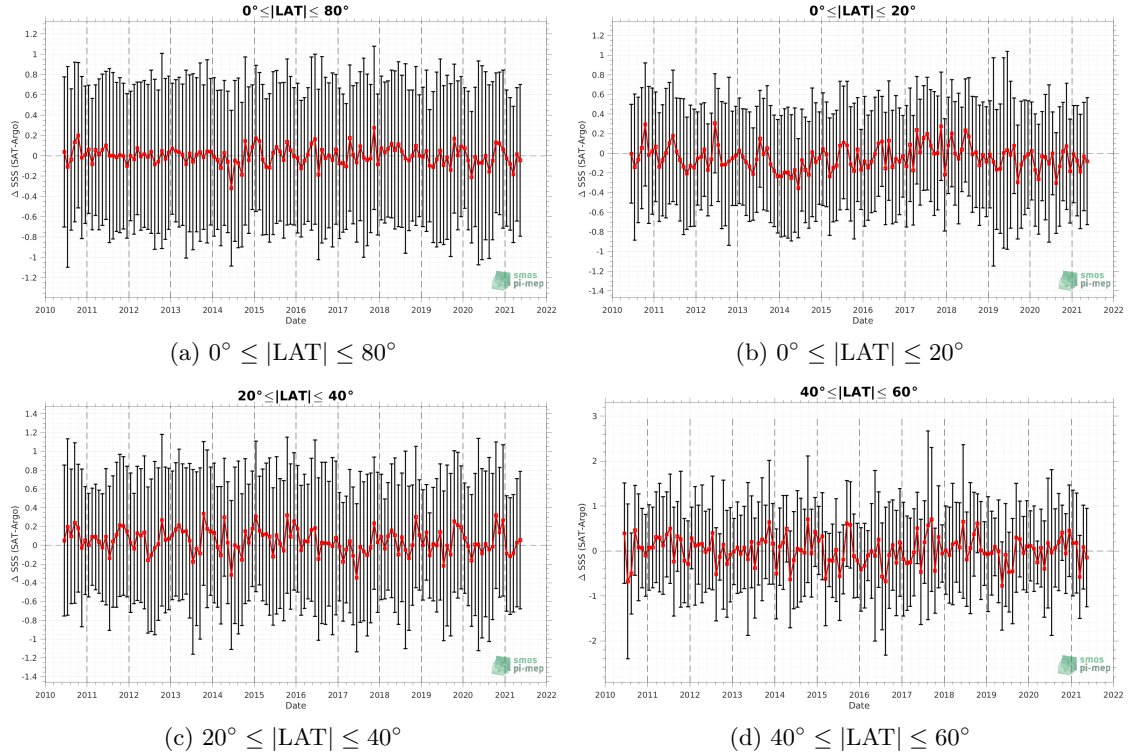 0°≤|LAT|≤ 80°
1.2
1
0.8
0.6
0.4
0.2
0
-0.2
-0.4
-0.6
-0.8
-1
-1.2
Δ SSS (SAT-Argo)
2010 2011 2012 2013 2014 2015 2016 2017 2018 2019 2020 2021 2022
Date
smos
pi-mep
(a) 0° ≤ |LAT| ≤ 80°
0°≤|LAT|≤ 20°
1.2
1
0.8
0.6
0.4
0.2
0
-0.2
-0.4
-0.6
-0.8
-1
-1.2
-1.4
Δ SSS (SAT-Argo)
2010 2011 2012 2013 2014 2015 2016 2017 2018 2019 2020 2021 2022
Date
smos
pi-mep
(b) 0° ≤ |LAT| ≤ 20°
20°≤|LAT|≤ 40°
1.4
1.2
1
0.8
0.6
0.4
0.2
0
-0.2
-0.4
-0.6
-0.8
-1
-1.2
-1.4
Δ SSS (SAT-Argo)
2010 2011 2012 2013 2014 2015 2016 2017 2018 2019 2020 2021 2022
Date
smos
pi-mep
(c) 20° ≤ |LAT| ≤ 40°
40°≤|LAT|≤ 60°
3
2
1
0
-1
-2
Δ SSS (SAT-Argo)
2010 2011 2012 2013 2014 2015 2016 2017 2018 2019 2020 2021 2022
Date
smos
pi-mep
(d) 40° ≤ |LAT| ≤ 60°